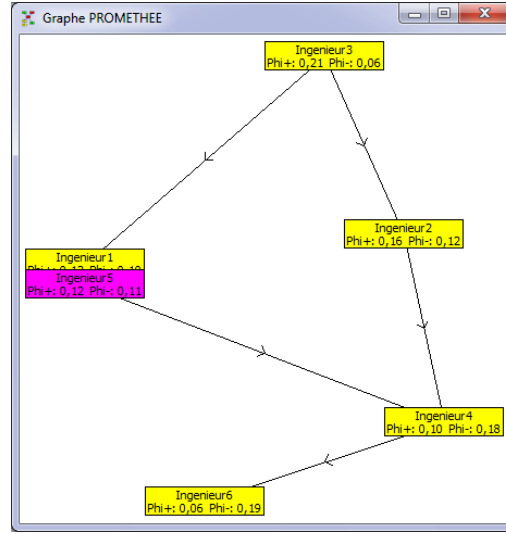 Graphe PROMETHEE
Ingenieur3
Phi+: 0,21 Phi-: 0,06
Ingenieur2
Phi+: 0,16 Phi-: 0,12
Ingenieur1
Ingenieur5
Phi+: 0,12 Phi-: 0,11
Ingenieur4
Phi+: 0,10 Phi-: 0,18
Ingenieur6
Phi+: 0,06 Phi-: 0,19